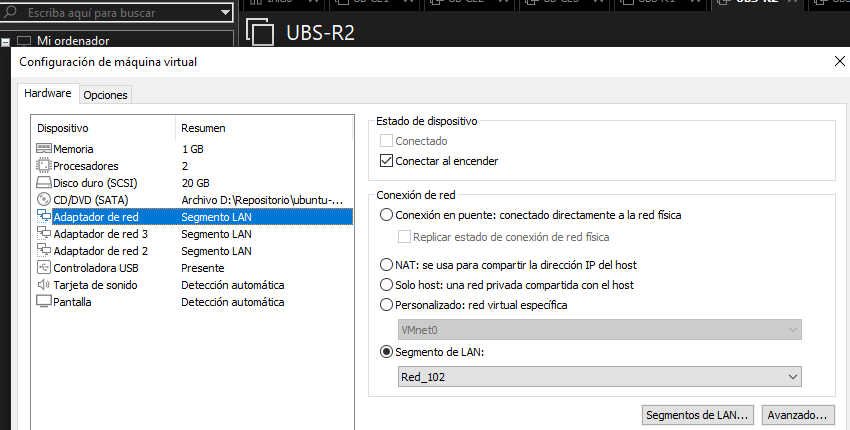 Escriba aquí para buscar
Mi ordenador
UBS-R1
UBS-R2
UBS-R2
Configuración de máquina virtual
Hardware
Opciones
Dispositivo Resumen
Memoria 1 GB
Procesadores 2
Disco duro (SCSI) 20 GB
CD/DVD (SATA) Archivo D:\Repositorio\ubuntu-...
Adaptador de red Segmento LAN
Adaptador de red 3 Segmento LAN
Adaptador de red 2 Segmento LAN
Controladora USB Presente
Tarjeta de sonido Detección automática
Pantalla Detección automática
Estado de dispositivo
Conectado
Conectar al encender
Conexión de red
Conexión en puente: conectado directamente a la red física
Replicar estado de conexión de red física
NAT: se usa para compartir la dirección IP del host
Solo host: una red privada compartida con el host
Personalizado: red virtual específica
VMnet0
Segmento de LAN:
Red_102
Segmentos de LAN...
Avanzado...